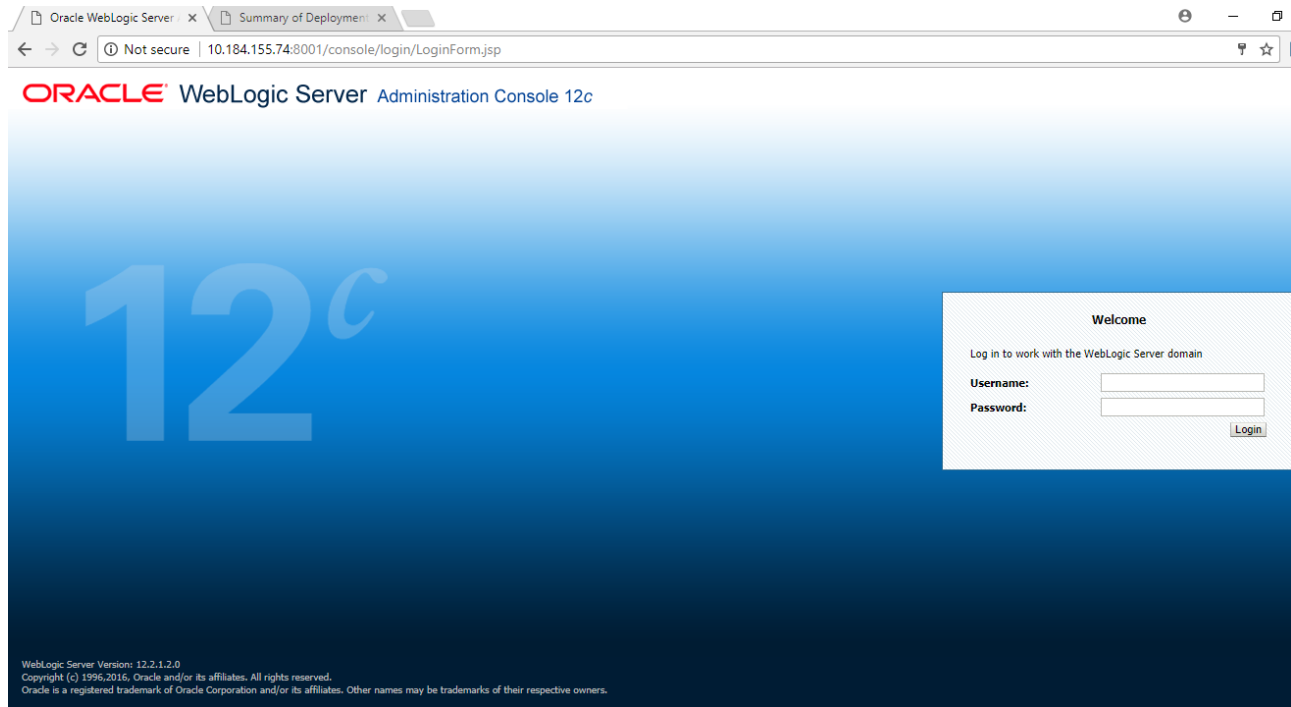 Oracle WebLogic Server
Summary of Deployment
Not secure | 10.184.155.74:8001/console/login/LoginForm.jsp
ORACLE WebLogic Server Administration Console 12c
12c
Welcome
Log in to work with the WebLogic Server domain
Username:
Password:
Login
WebLogic Server Version: 12.2.1.2.0
Copyright (c) 1996,2016, Oracle and/or its affiliates. All rights reserved.
Oracle is a registered trademark of Oracle Corporation and/or its affiliates. Other names may be trademarks of their respective owners.